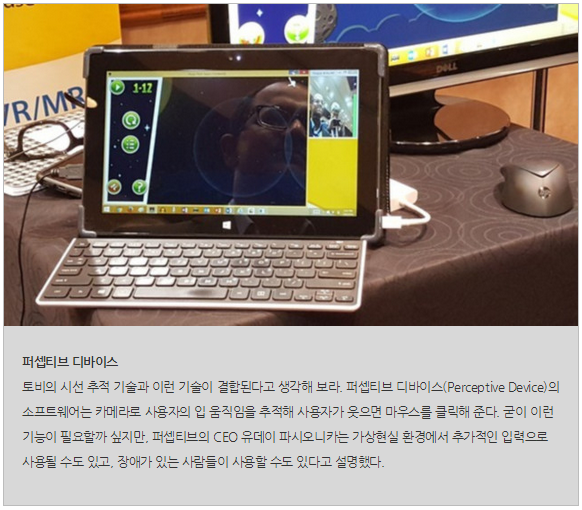 VR/MR
1-12
DELL
퍼셉티브 디바이스
토비의 시선 추적 기술과 이런 기술이 결합된다고 생각해 보라. 퍼셉티브 디바이스(Perceptive Device)의
소프트웨어는 카메라로 사용자의 입 움직임을 추적해 사용자가 웃으면 마우스를 클릭해 준다. 굳이 이런
기능이 필요할까 싶지만, 퍼셉티브의 CEO 유데이 파시오니카는 가상현실 환경에서 추가적인 입력으로
사용될 수도 있고, 장애가 있는 사람들이 사용할 수도 있다고 설명했다.